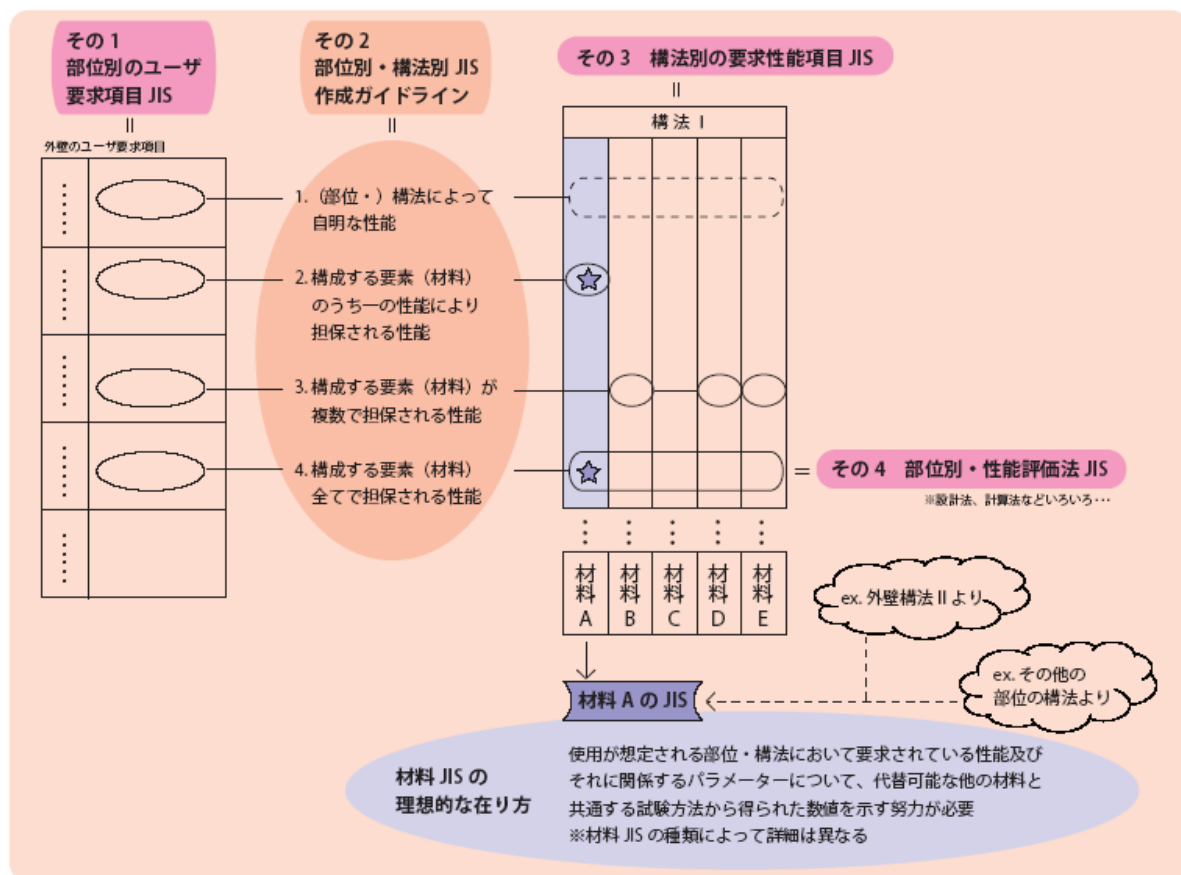 その1
部位別のユーザ
要求項目 JIS
その2
部位別・構法別 JIS
作成ガイドライン
その3 構法別の要求性能項目 JIS
外壁のユーザ要求項目
構 法 I
1.（部位・）構法によって
自明な性能
2. 構成する要素（材料）
のうち一の性能により
担保される性能
3. 構成する要素（材料）が
複数で担保される性能
4. 構成する要素（材料）
全てで担保される性能
その4 部位別・性能評価法 JIS
※設計法、計算法などいろいろ…
材料A
材料B
材料C
材料D
材料E
ex. 外壁構法 II より
ex. その他の
部位の構法より
材料 A の JIS
材料 JIS の
理想的な在り方
使用が想定される部位・構法において要求されている性能及び
それに関係するパラメーターについて、代替可能な他の材料と
共通する試験方法から得られた数値を示す努力が必要
※材料 JIS の種類によって詳細は異なる